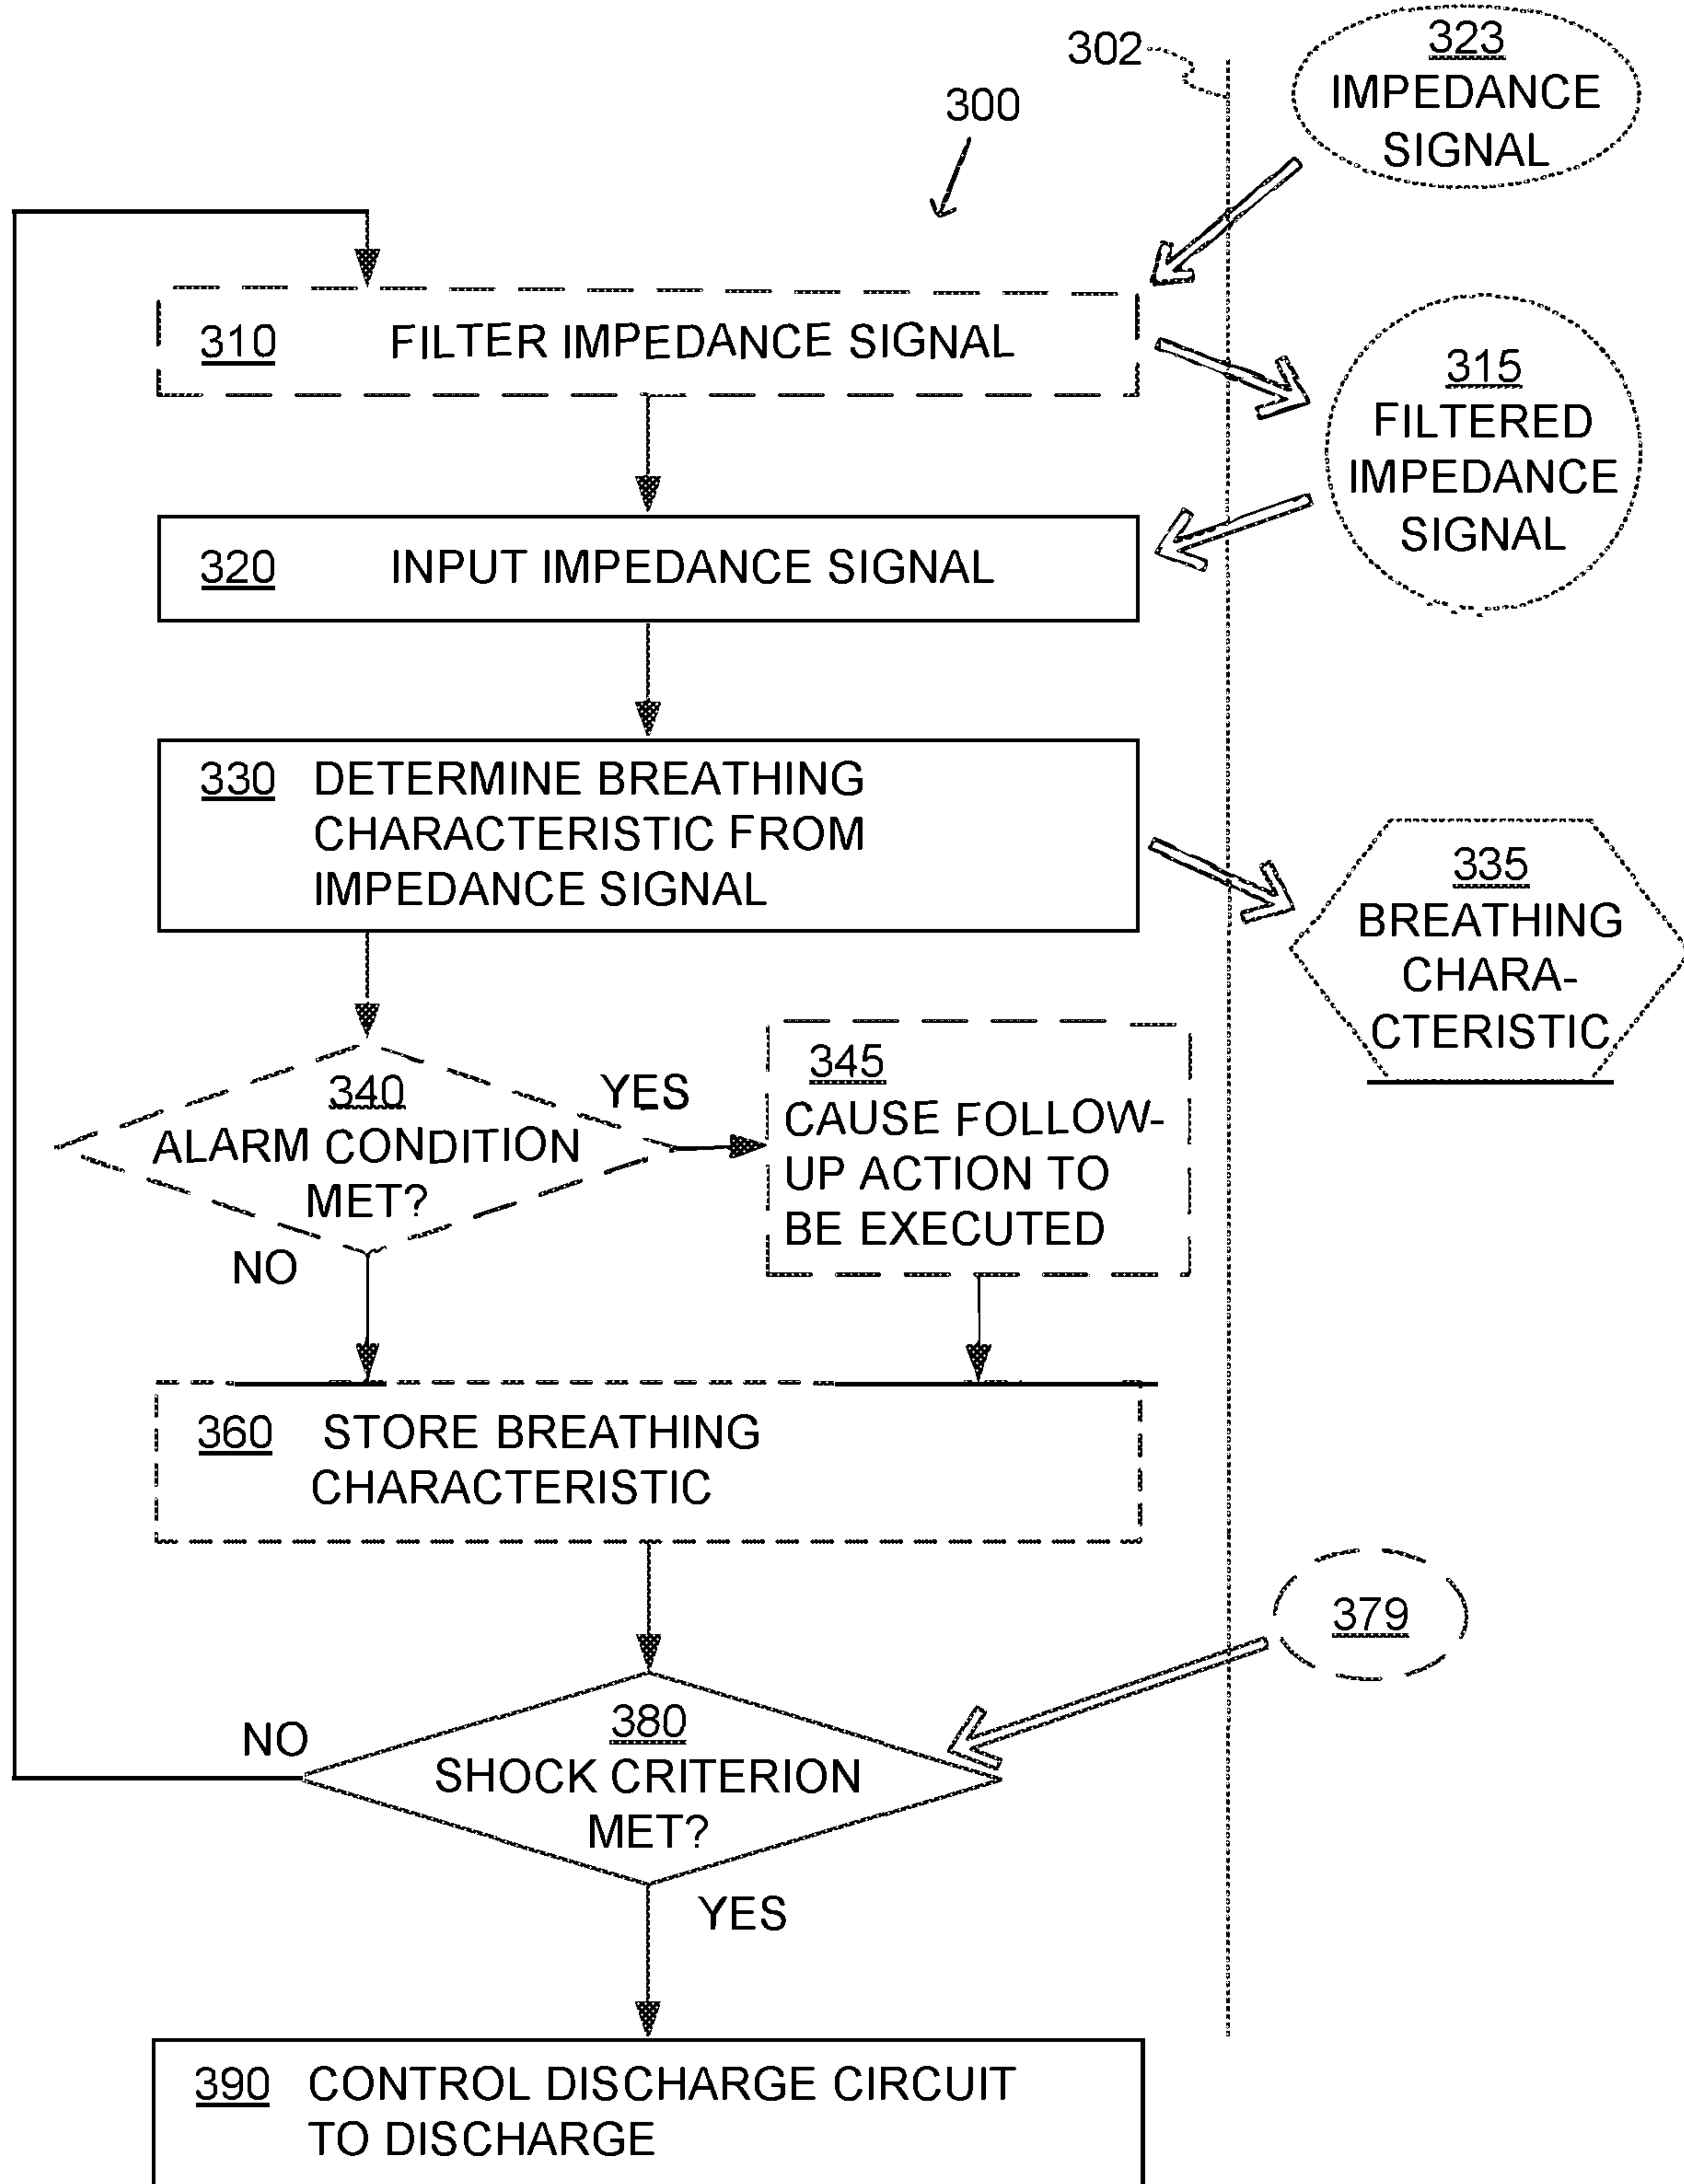 302
323
IMPEDANCE
SIGNAL
300
310 FILTER IMPEDANCE SIGNAL
315
FILTERED
IMPEDANCE
SIGNAL
320 INPUT IMPEDANCE SIGNAL
330 DETERMINE BREATHING
CHARACTERISTIC FROM
IMPEDANCE SIGNAL
335
BREATHING
CHARA-
CTERISTIC
340
ALARM CONDITION
MET?
YES
NO
345
CAUSE FOLLOW-
UP ACTION TO
BE EXECUTED
360 STORE BREATHING
CHARACTERISTIC
379
380
SHOCK CRITERION
MET?
NO
YES
390 CONTROL DISCHARGE CIRCUIT
TO DISCHARGE